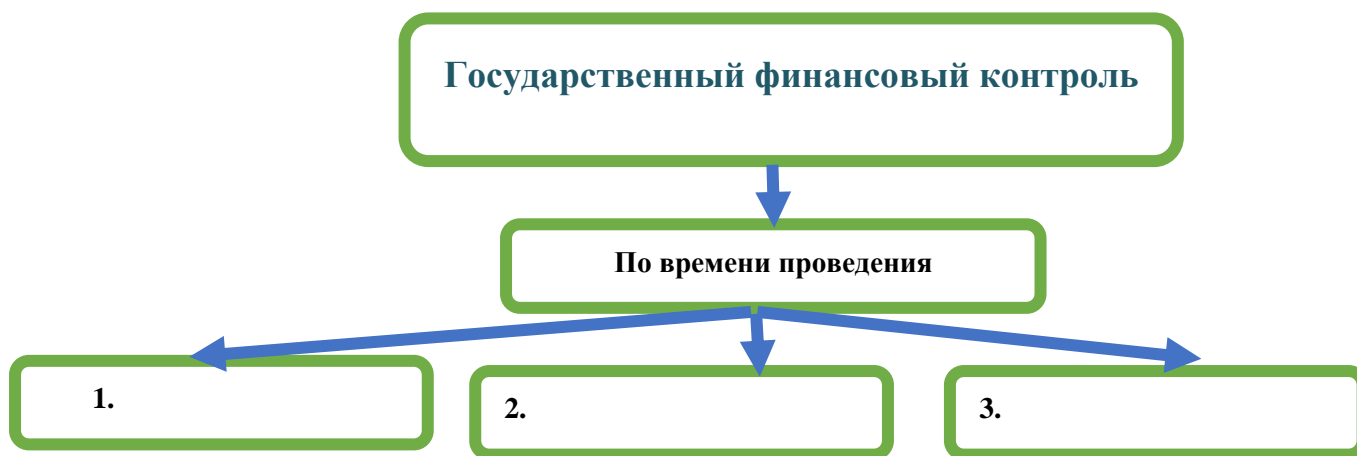 Государственный финансовый контроль
По времени проведения
1.
2.
3.